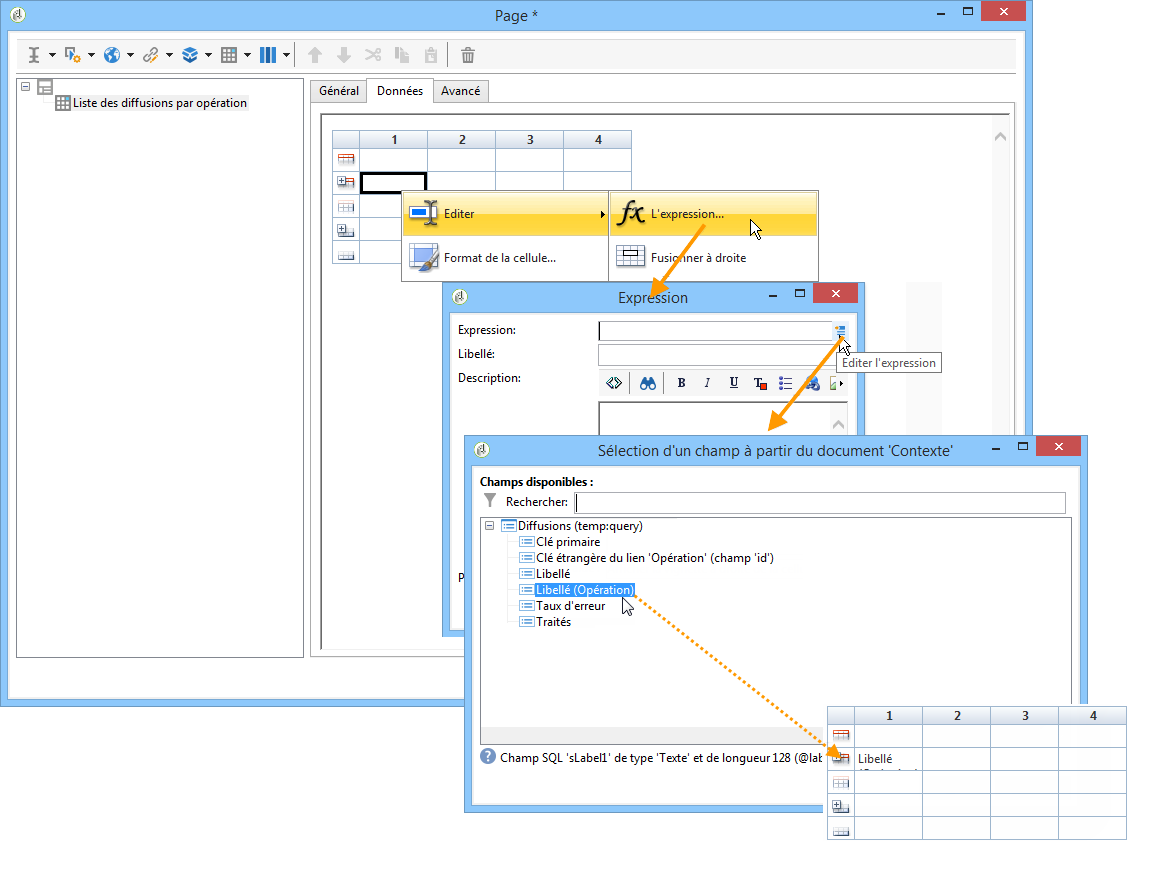 Page *
Liste des diffusions par opération
Général Données Avancé
1 2 3 4
Editer
L'expression...
Format de la cellule...
Fusionner à droite
Expression
Expression:
Libellé:
Editer l'expression
Description:
B I U T
Sélection d'un champ à partir du document 'Contexte'
Champs disponibles :
Rechercher:
Diffusions (temp:query)
Clé primaire
Clé étrangère du lien 'Opération' (champ 'id')
Libellé
Libellé (Opération)
Taux d'erreur
Traités
Champ SQL 'sLabel1' de type 'Texte' et de longueur 128 (@lab
1 2 3 4
Libellé